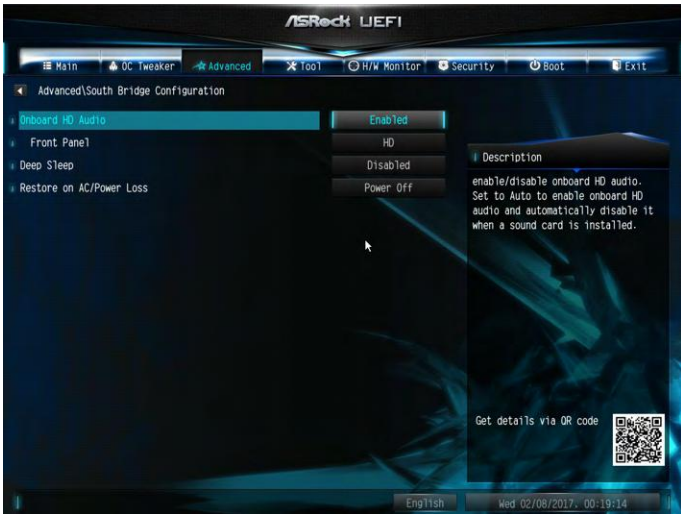 ASRock UEFI
Main OC Tweaker Advanced Tool H/W Monitor Security Boot Exit
Advanced\South Bridge Configuration
Onboard HD Audio Enabled
Front Panel HD
Deep Sleep Disabled
Restore on AC/Power Loss Power Off
Description
enable/disable onboard HD audio.
Set to Auto to enable onboard HD
audio and automatically disable it
when a sound card is installed.
Get details via QR code
English Wed 02/08/2017. 00:19:14